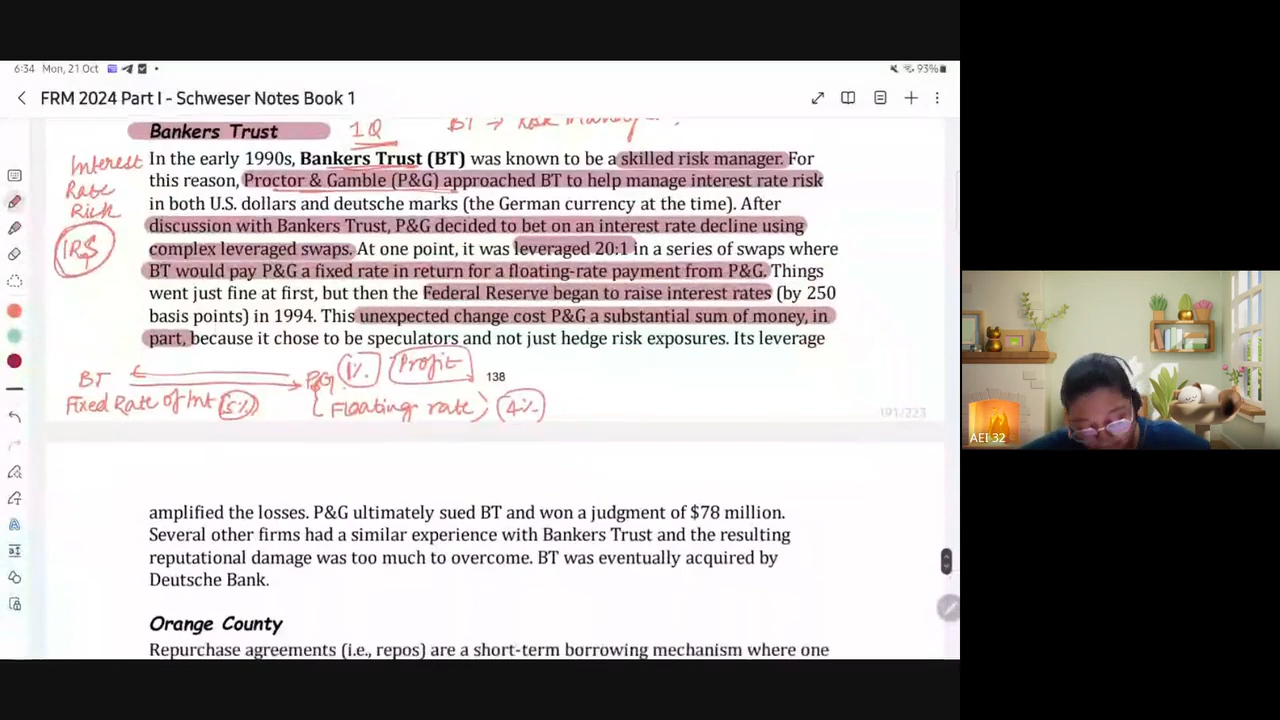 6:34 Mon, 21 Oct
93%
FRM 2024 Part I - Schweser Notes Book 1
BT → Risk
Bankers Trust 1Q
Interest Rate Risk
IRS
In the early 1990s, Bankers Trust (BT) was known to be a skilled risk manager. For
this reason, Proctor & Gamble (P&G) approached BT to help manage interest rate risk
in both U.S. dollars and deutsche marks (the German currency at the time). After
discussion with Bankers Trust, P&G decided to bet on an interest rate decline using
complex leveraged swaps. At one point, it was leveraged 20:1 in a series of swaps where
BT would pay P&G a fixed rate in return for a floating-rate payment from P&G. Things
went just fine at first, but then the Federal Reserve began to raise interest rates (by 250
basis points) in 1994. This unexpected change cost P&G a substantial sum of money, in
part, because it chose to be speculators and not just hedge risk exposures. Its leverage
BT P&G 1% Profit
138
Fixed Rate of Int 5% Floating rate 4%
191/223
amplified the losses. P&G ultimately sued BT and won a judgment of $78 million.
Several other firms had a similar experience with Bankers Trust and the resulting
reputational damage was too much to overcome. BT was eventually acquired by
Deutsche Bank.
Orange County
Repurchase agreements (i.e., repos) are a short-term borrowing mechanism where one
AEI 32